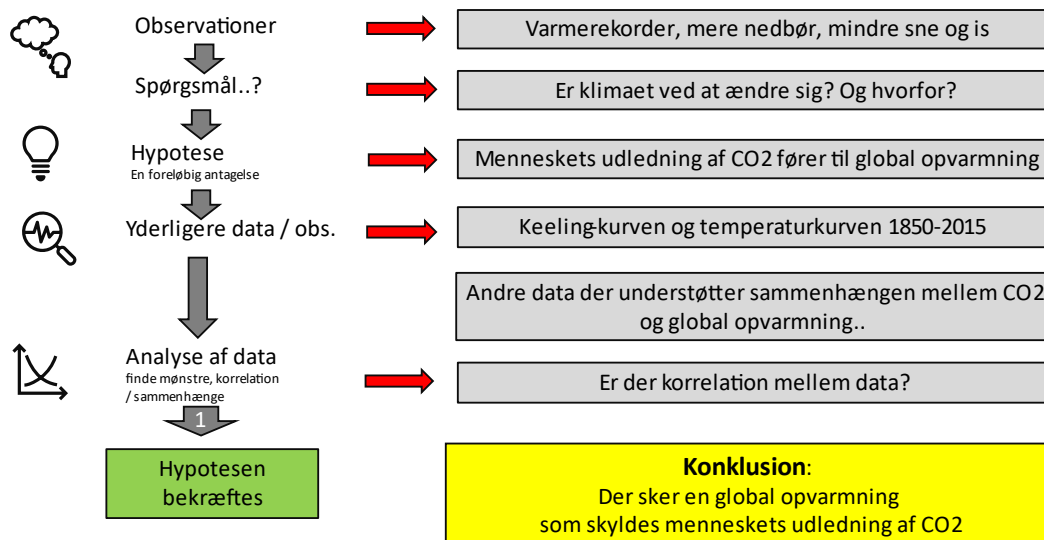 Observationer
Varmerekorder, mere nedbør, mindre sne og is
Spørgsmål..?
Er klimaet ved at ændre sig? Og hvorfor?
Hypotese
En foreløbig antagelse
Menneskets udledning af CO2 fører til global opvarmning
Yderligere data / obs.
Keeling-kurven og temperaturkurven 1850-2015
Andre data der understøtter sammenhængen mellem CO2
og global opvarmning..
Analyse af data
finde mønstre, korrelation
/ sammenhænge
Er der korrelation mellem data?
1
Hypotesen
bekræftes
Konklusion:
Der sker en global opvarmning
som skyldes menneskets udledning af CO2